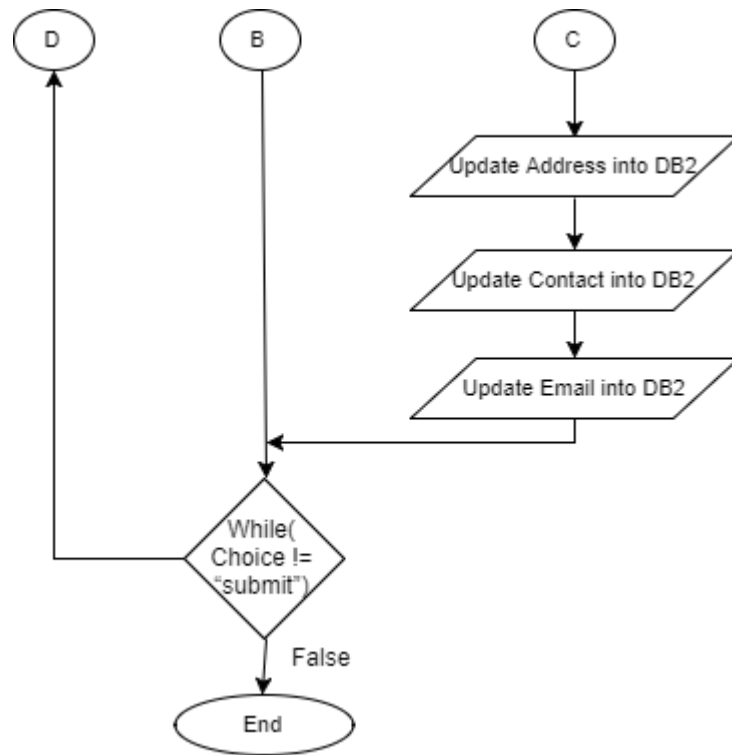 D
B
C
Update Address into DB2
Update Contact into DB2
Update Email into DB2
While(
Choice !=
“submit”)
False
End